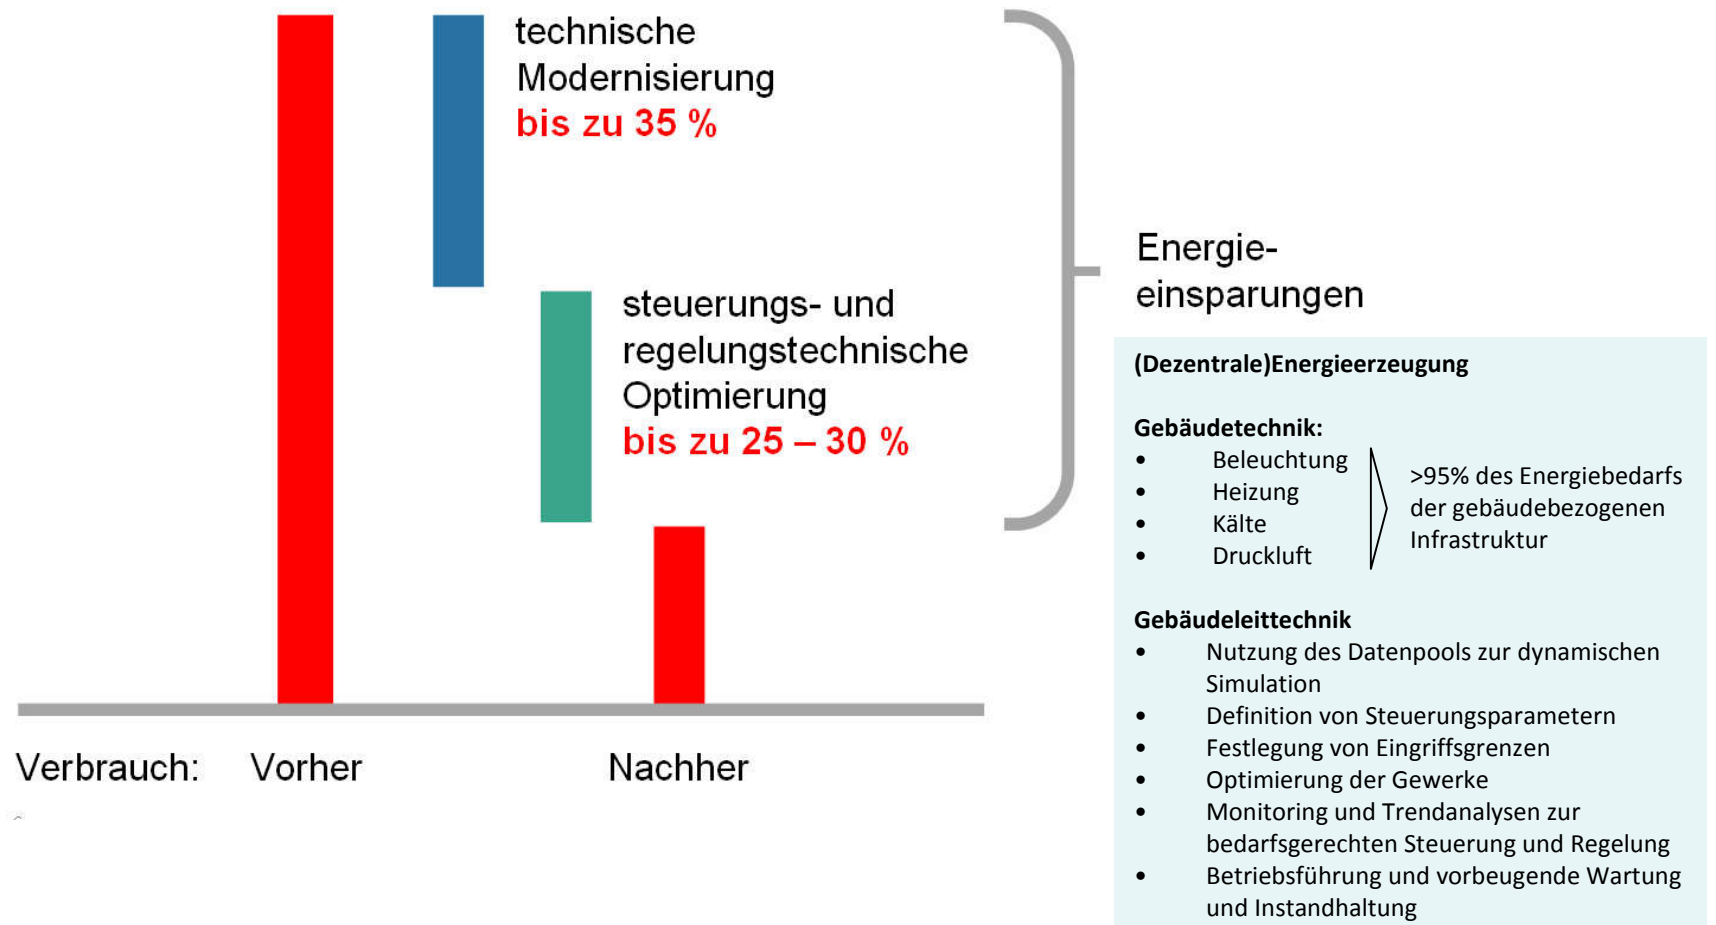 technische
Modernisierung
bis zu 35 %
steuerungs- und
regelungstechnische
Optimierung
bis zu 25 – 30 %
Energie-
einsparungen
Verbrauch: Vorher Nachher
(Dezentrale)Energieerzeugung
Gebäudetechnik:
• Beleuchtung
• Heizung
• Kälte
• Druckluft
>95% des Energiebedarfs
der gebäudebezogenen
Infrastruktur
Gebäudeleittechnik
• Nutzung des Datenpools zur dynamischen
Simulation
• Definition von Steuerungsparametern
• Festlegung von Eingriffsgrenzen
• Optimierung der Gewerke
• Monitoring und Trendanalysen zur
bedarfsgerechten Steuerung und Regelung
• Betriebsführung und vorbeugende Wartung
und Instandhaltung